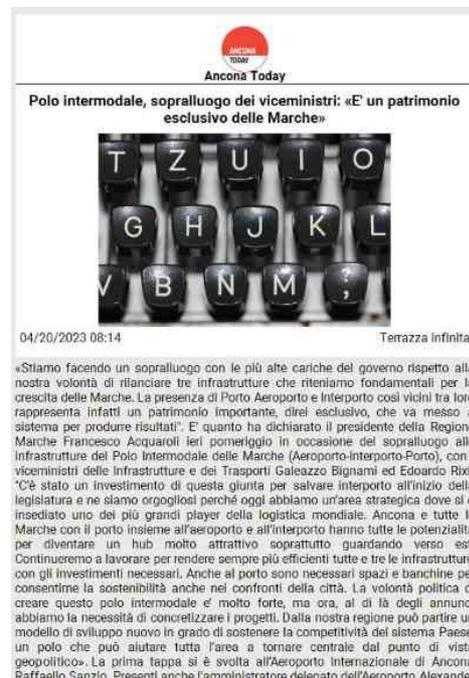 ANCONA
TODAY
Ancona Today
Polo intermodale, sopralluogo dei viceministri: «E' un patrimonio
esclusivo delle Marche»
T Z U I O
G H J K L
V B N M ; ?
04/20/2023 08:14
Terrazza infinita
«Stiamo facendo un sopralluogo con le più alte cariche del governo rispetto alla
nostra volontà di rilanciare tre infrastrutture che riteniamo fondamentali per la
crescita delle Marche. La presenza di Porto Aeroporto e Interporto così vicini tra loro
rappresenta infatti un patrimonio importante, direi esclusivo, che va messo
sistema per produrre risultati". E' quanto ha dichiarato il presidente della Regione
Marche Francesco Acquaroli ieri pomeriggio in occasione del sopralluogo all
infrastrutture del Polo Intermodale delle Marche (Aeroporto-Interporto-Porto), con
viceministri delle Infrastrutture e dei Trasporti Galeazzo Bignami ed Edoardo Rixi
"C'è stato un investimento di questa giunta per salvare interporto all'inizio della
legislatura e ne siamo orgogliosi perché oggi abbiamo un'area strategica dove si
insediato uno dei più grandi player della logistica mondiale. Ancona e tutte l
Marche con il porto insieme all'aeroporto e all'interporto hanno tutte le potenzialit
per diventare un hub molto attrattivo soprattutto guardando verso est
Continueremo a lavorare per rendere sempre più efficienti tutte e tre le infrastruttur
con gli investimenti necessari. Anche al porto sono necessari spazi e banchine pe
consentirne la sostenibilità anche nei confronti della città. La volontà politica d
creare questo polo intermodale e' molto forte, ma ora, al di là degli annunc
abbiamo la necessità di concretizzare i progetti. Dalla nostra regione può partire un
modello di sviluppo nuovo in grado di sostenere la competitività del sistema Paese
un polo che può aiutare tutta l'area a tornare centrale dal punto di vista
geopolitico». La prima tappa si è svolta all'Aeroporto Internazionale di Ancona
Raffaello Sanzio. Presenti anche l'amministratore delegato dell'Aeroporto Alexande